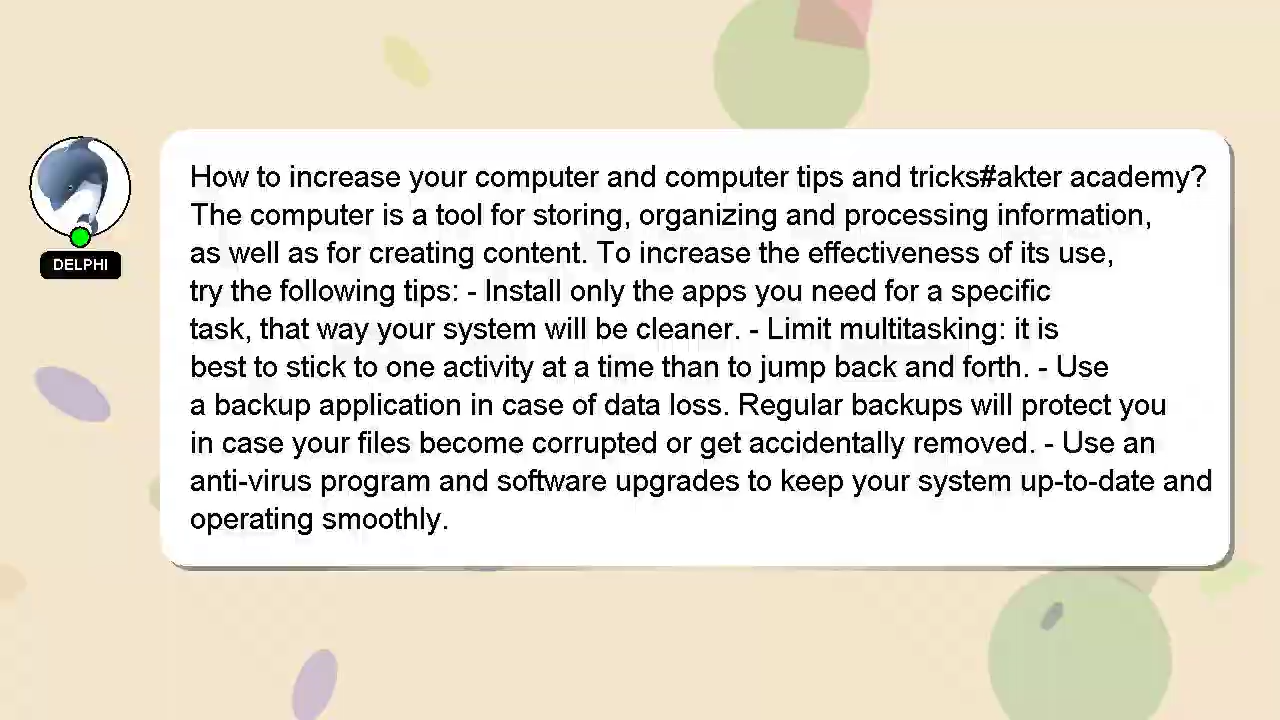 How to increase your computer and computer tips and tricks#akter academy?
The computer is a tool for storing, organizing and processing information,
as well as for creating content. To increase the effectiveness of its use,
try the following tips: - Install only the apps you need for a specific
task, that way your system will be cleaner. - Limit multitasking: it is
best to stick to one activity at a time than to jump back and forth. - Use
a backup application in case of data loss. Regular backups will protect you
in case your files become corrupted or get accidentally removed. - Use an
anti-virus program and software upgrades to keep your system up-to-date and
operating smoothly.
DELPHI